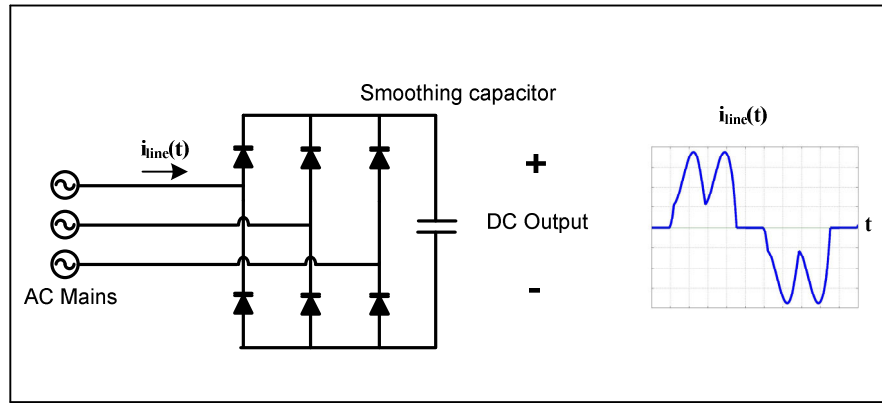 Smoothing capacitor
iline(t)
iline(t)
+
DC Output
t
AC Mains
-